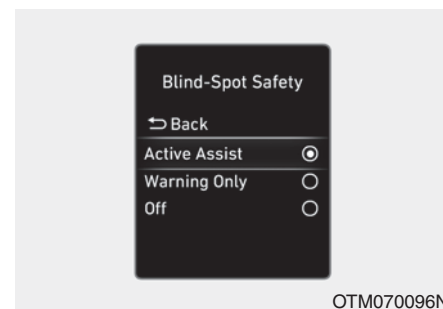 Blind-Spot Safety
Back
Active Assist
Warning Only
Off
OTM070096N